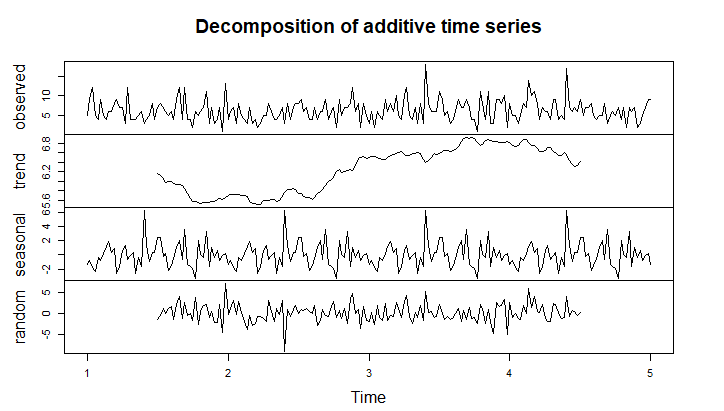 Decomposition of additive time series
observed
5 10
trend
5.6 6.2 6.8
seasonal
-2 2 4 6
random
-5 0 5
1 2 3 4 5
Time